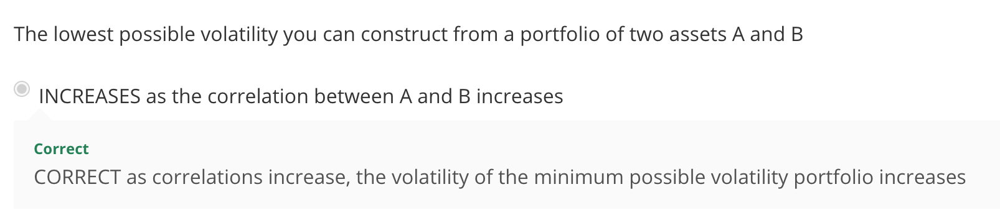 The lowest possible volatility you can construct from a portfolio of two assets A and B
INCREASES as the correlation between A and B increases
Correct
CORRECT as correlations increase, the volatility of the minimum possible volatility portfolio increases